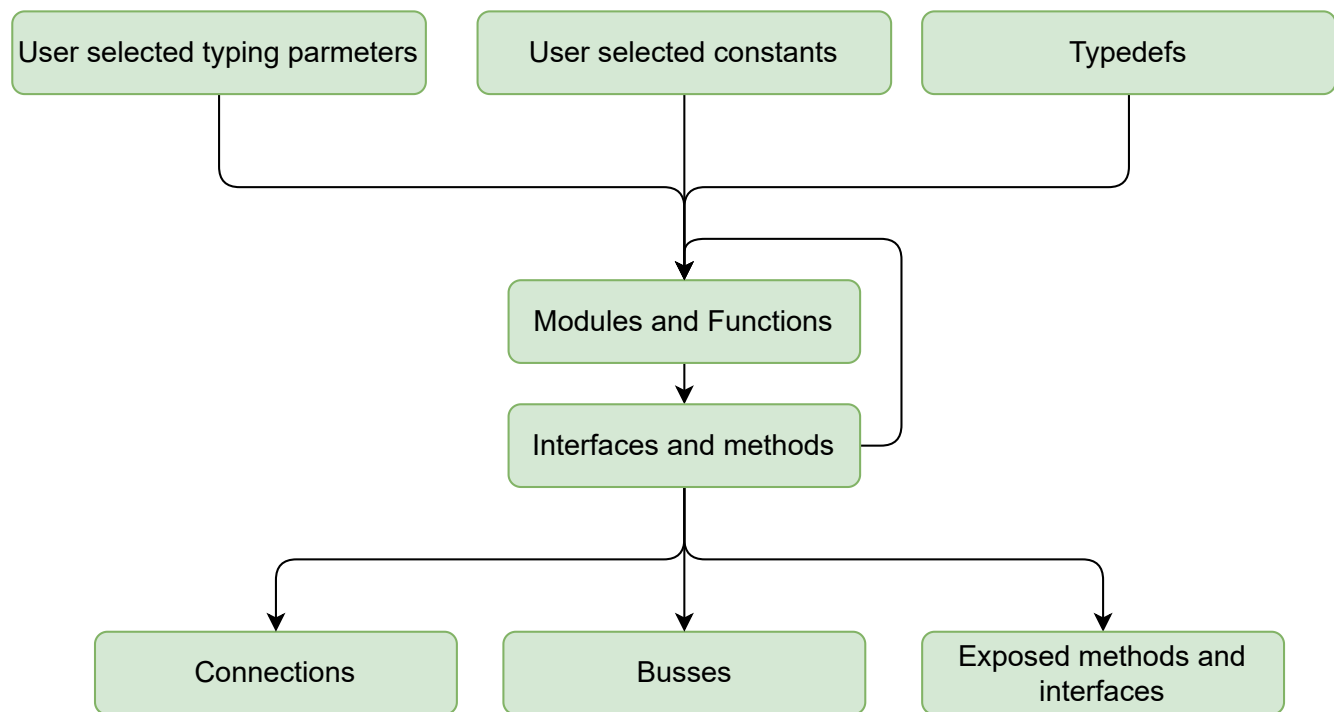 User selected typing parmeters
User selected constants
Typedefs
Modules and Functions
Interfaces and methods
Connections
Busses
Exposed methods and
interfaces